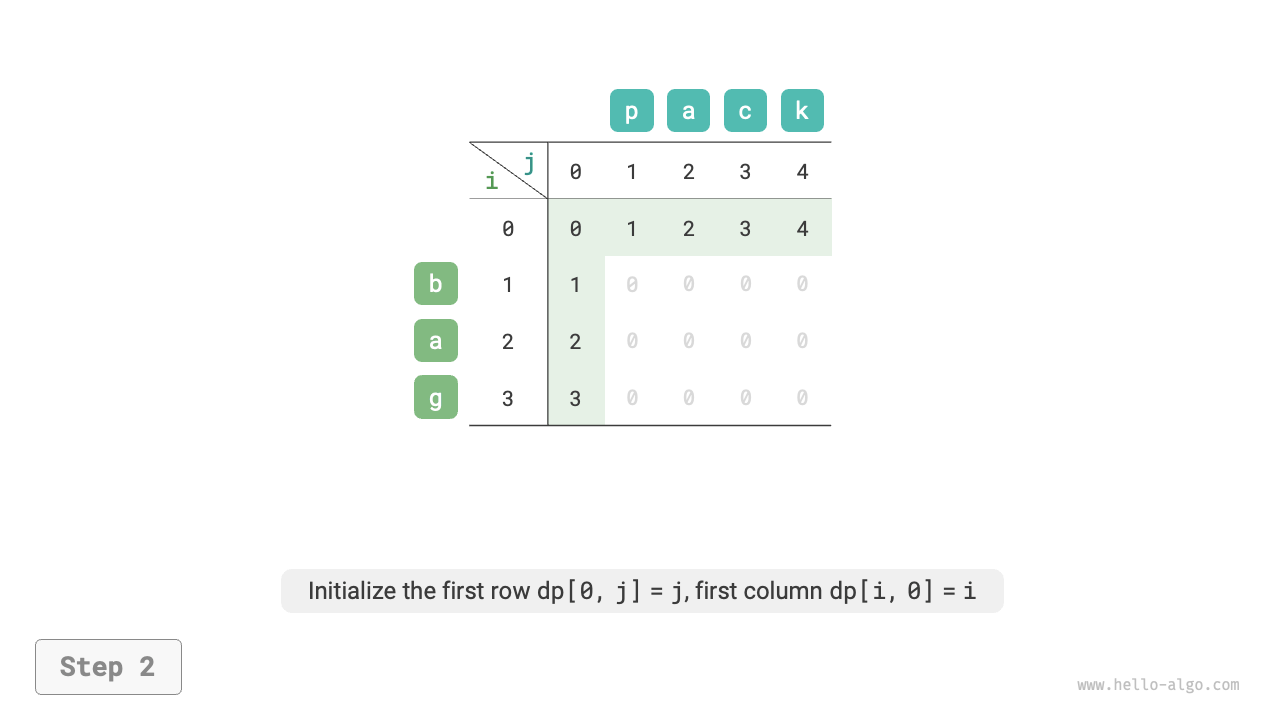 p a c k
j
i
0 1 2 3 4
0 0 1 2 3 4
b 1 1 0 0 0 0
a 2 2 0 0 0 0
g 3 3 0 0 0 0
Initialize the first row dp[0, j] = j, first column dp[i, 0] = i
Step 2
www.hello-algo.com